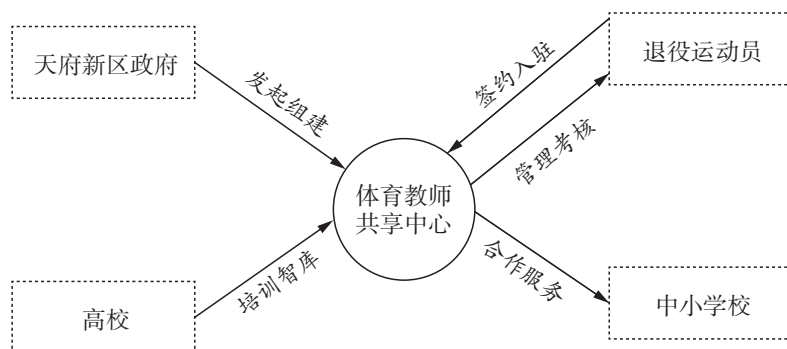 天府新区政府
退役运动员
发起组建
签约入驻
管理考核
体育教师
共享中心
培训智库
合作服务
高校
中小学校